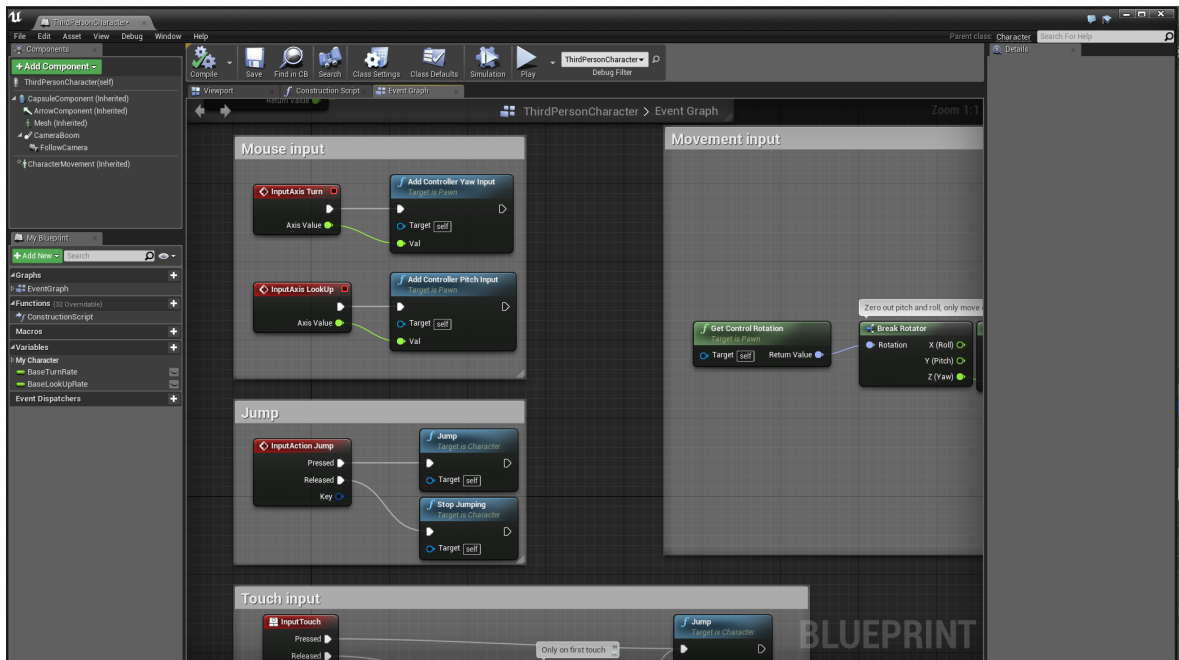 ThirdPersonCharacter*
File Edit Asset View Debug Window Help
Parent class: Character Search For Help
Components
+Add Component
ThirdPersonCharacter(self)
CapsuleComponent (Inherited)
ArrowComponent (Inherited)
Mesh (Inherited)
CameraBoom
FollowCamera
CharacterMovement (Inherited)
My Blueprint
+Add New Search
Graphs
EventGraph
Functions (32 Overridable)
ConstructionScript
Macros
Variables
My Character
BaseTurnRate
BaseLookUpRate
Event Dispatchers
Compile Save Find in CB Search Class Settings Class Defaults Simulation Play
ThirdPersonCharacter
Debug Filter
Viewport Construction Script Event Graph
Return Value
ThirdPersonCharacter > Event Graph
Zoom 1:1
Mouse input
InputAxis Turn
Axis Value
Add Controller Yaw Input
Target is Pawn
Target self
Val
InputAxis LookUp
Axis Value
Add Controller Pitch Input
Target is Pawn
Target self
Val
Jump
InputAction Jump
Pressed
Released
Key
Jump
Target is Character
Target self
Stop Jumping
Target is Character
Target self
Touch input
InputTouch
Pressed
Released
Only on first touch
Jump
Target is Character
Movement input
Zero out pitch and roll, only move
Get Control Rotation
Target is Pawn
Target self Return Value
Break Rotator
Rotation X (Roll)
Y (Pitch)
Z (Yaw)
BLUEPRINT
Details